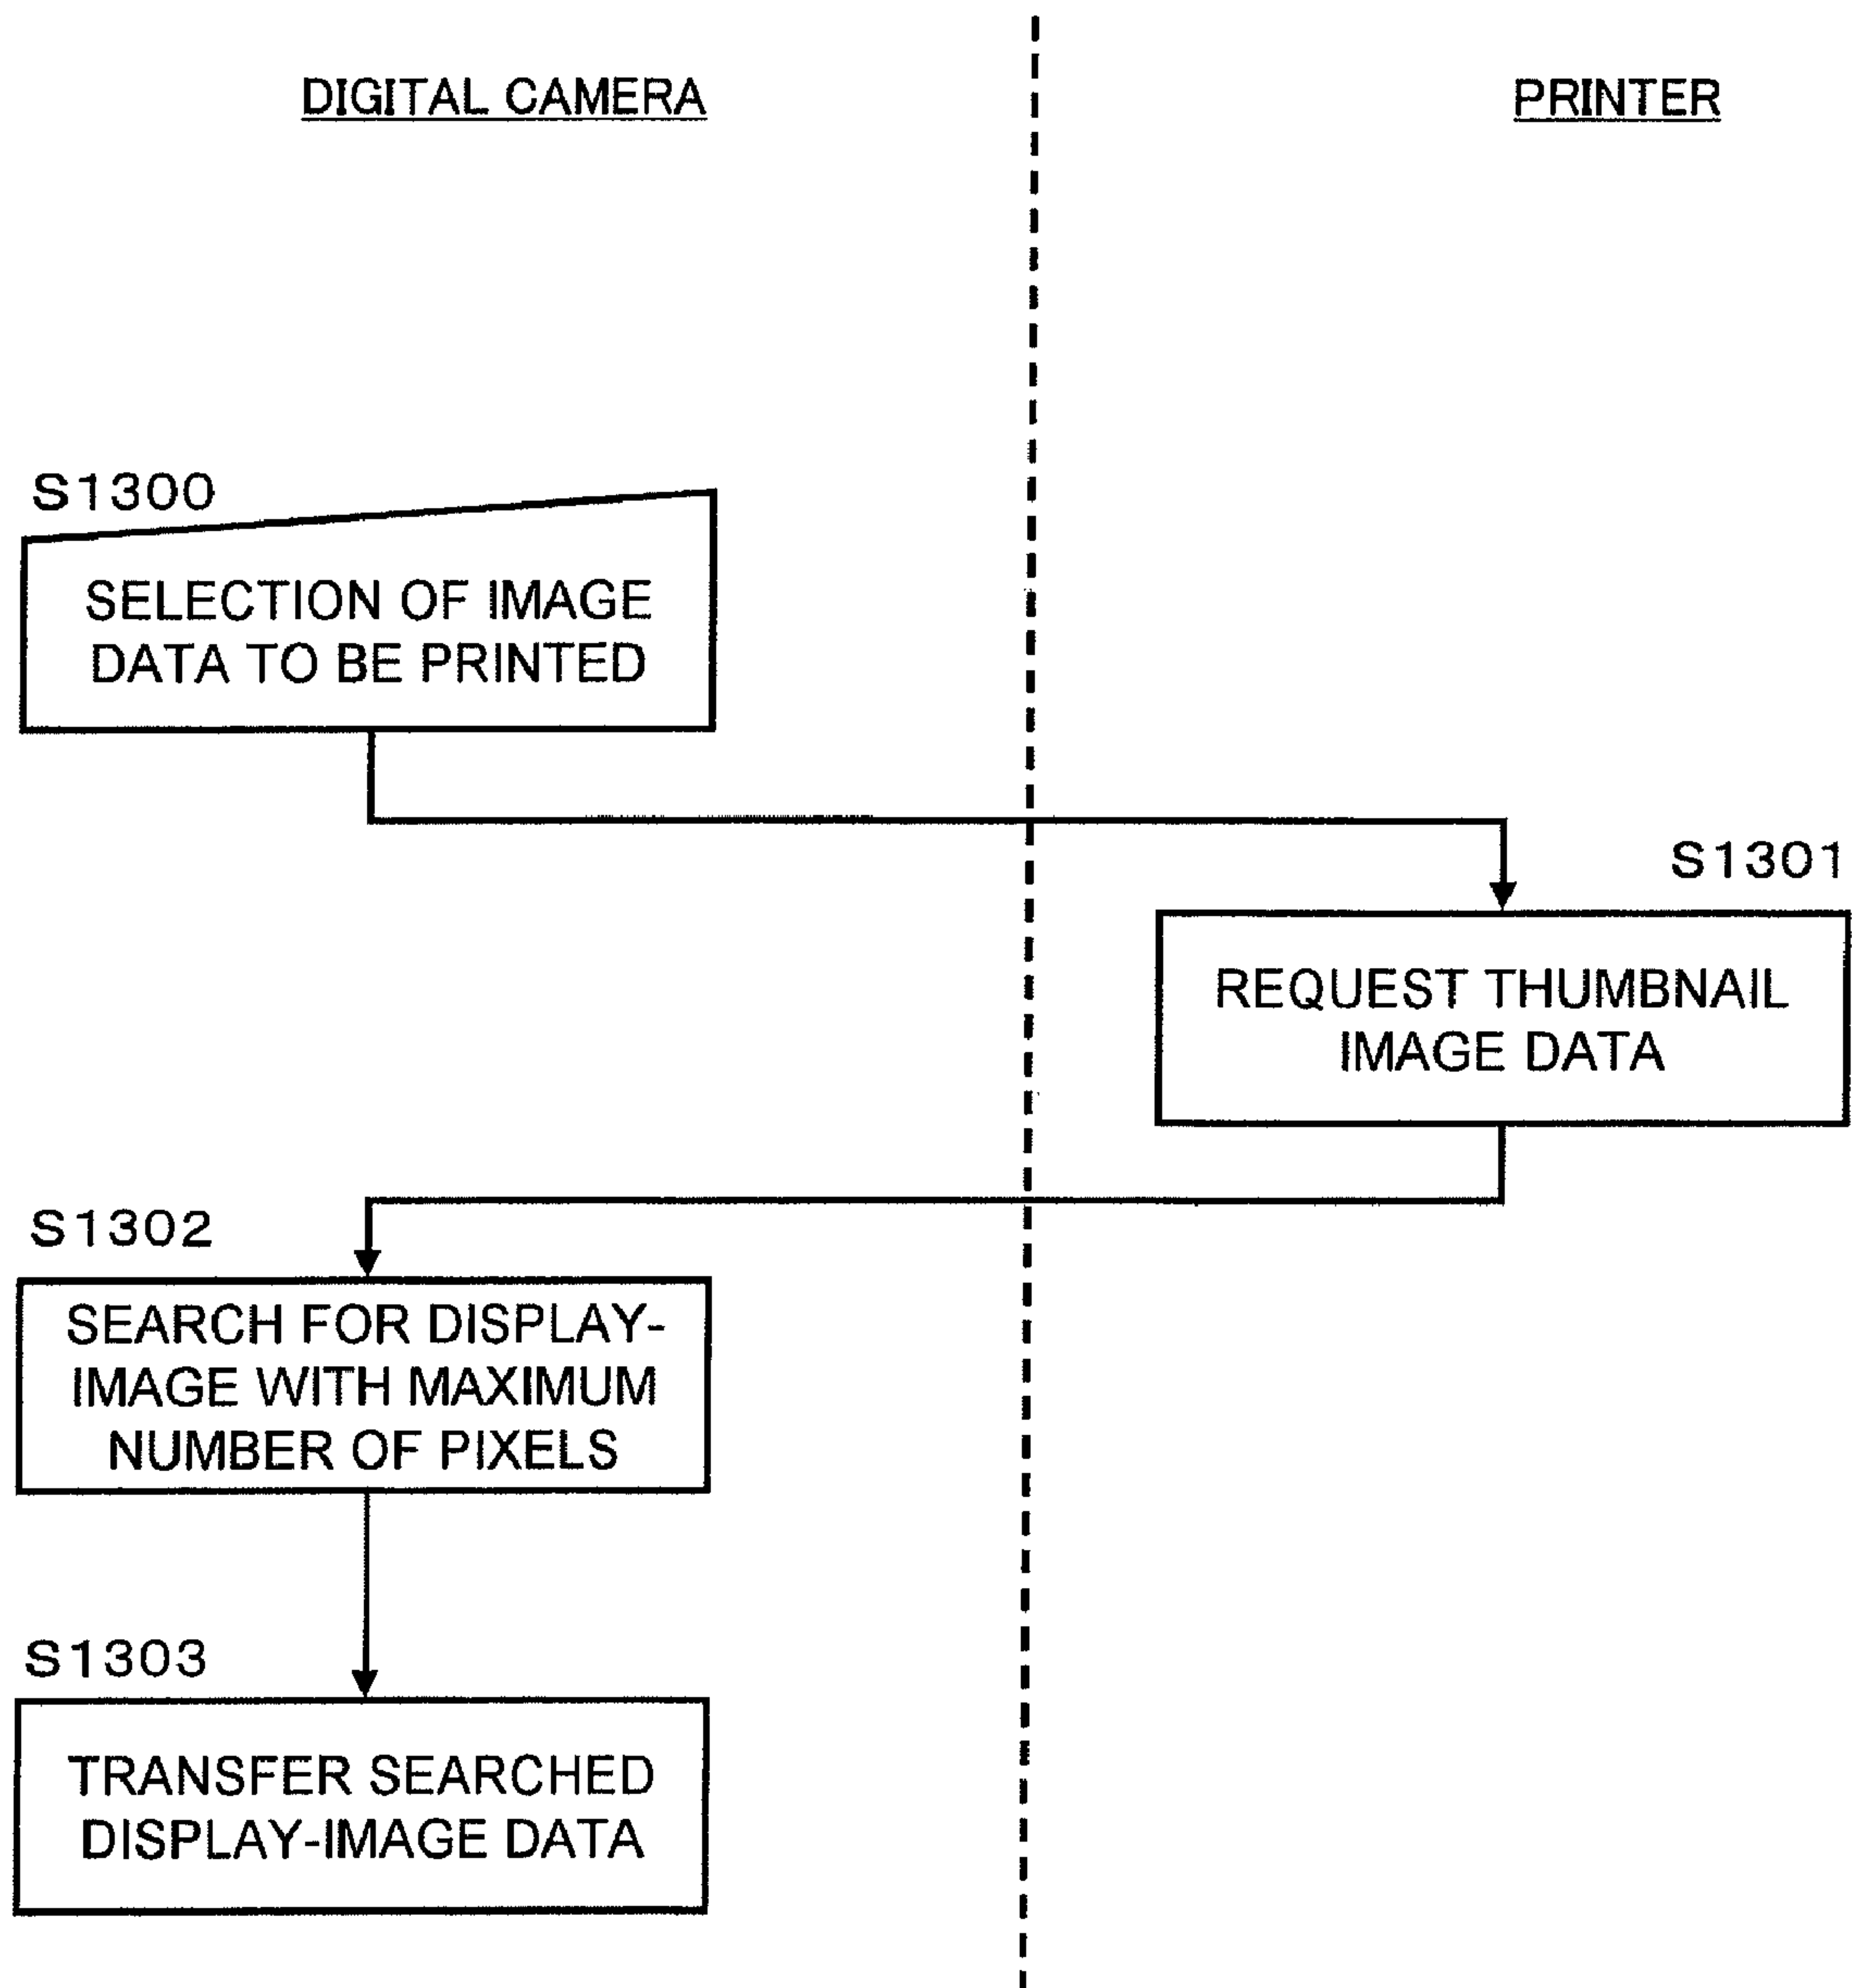 DIGITAL CAMERA
PRINTER
S1300
SELECTION OF IMAGE
DATA TO BE PRINTED
S1301
REQUEST THUMBNAIL
IMAGE DATA
S1302
SEARCH FOR DISPLAY-
IMAGE WITH MAXIMUM
NUMBER OF PIXELS
S1303
TRANSFER SEARCHED
DISPLAY-IMAGE DATA